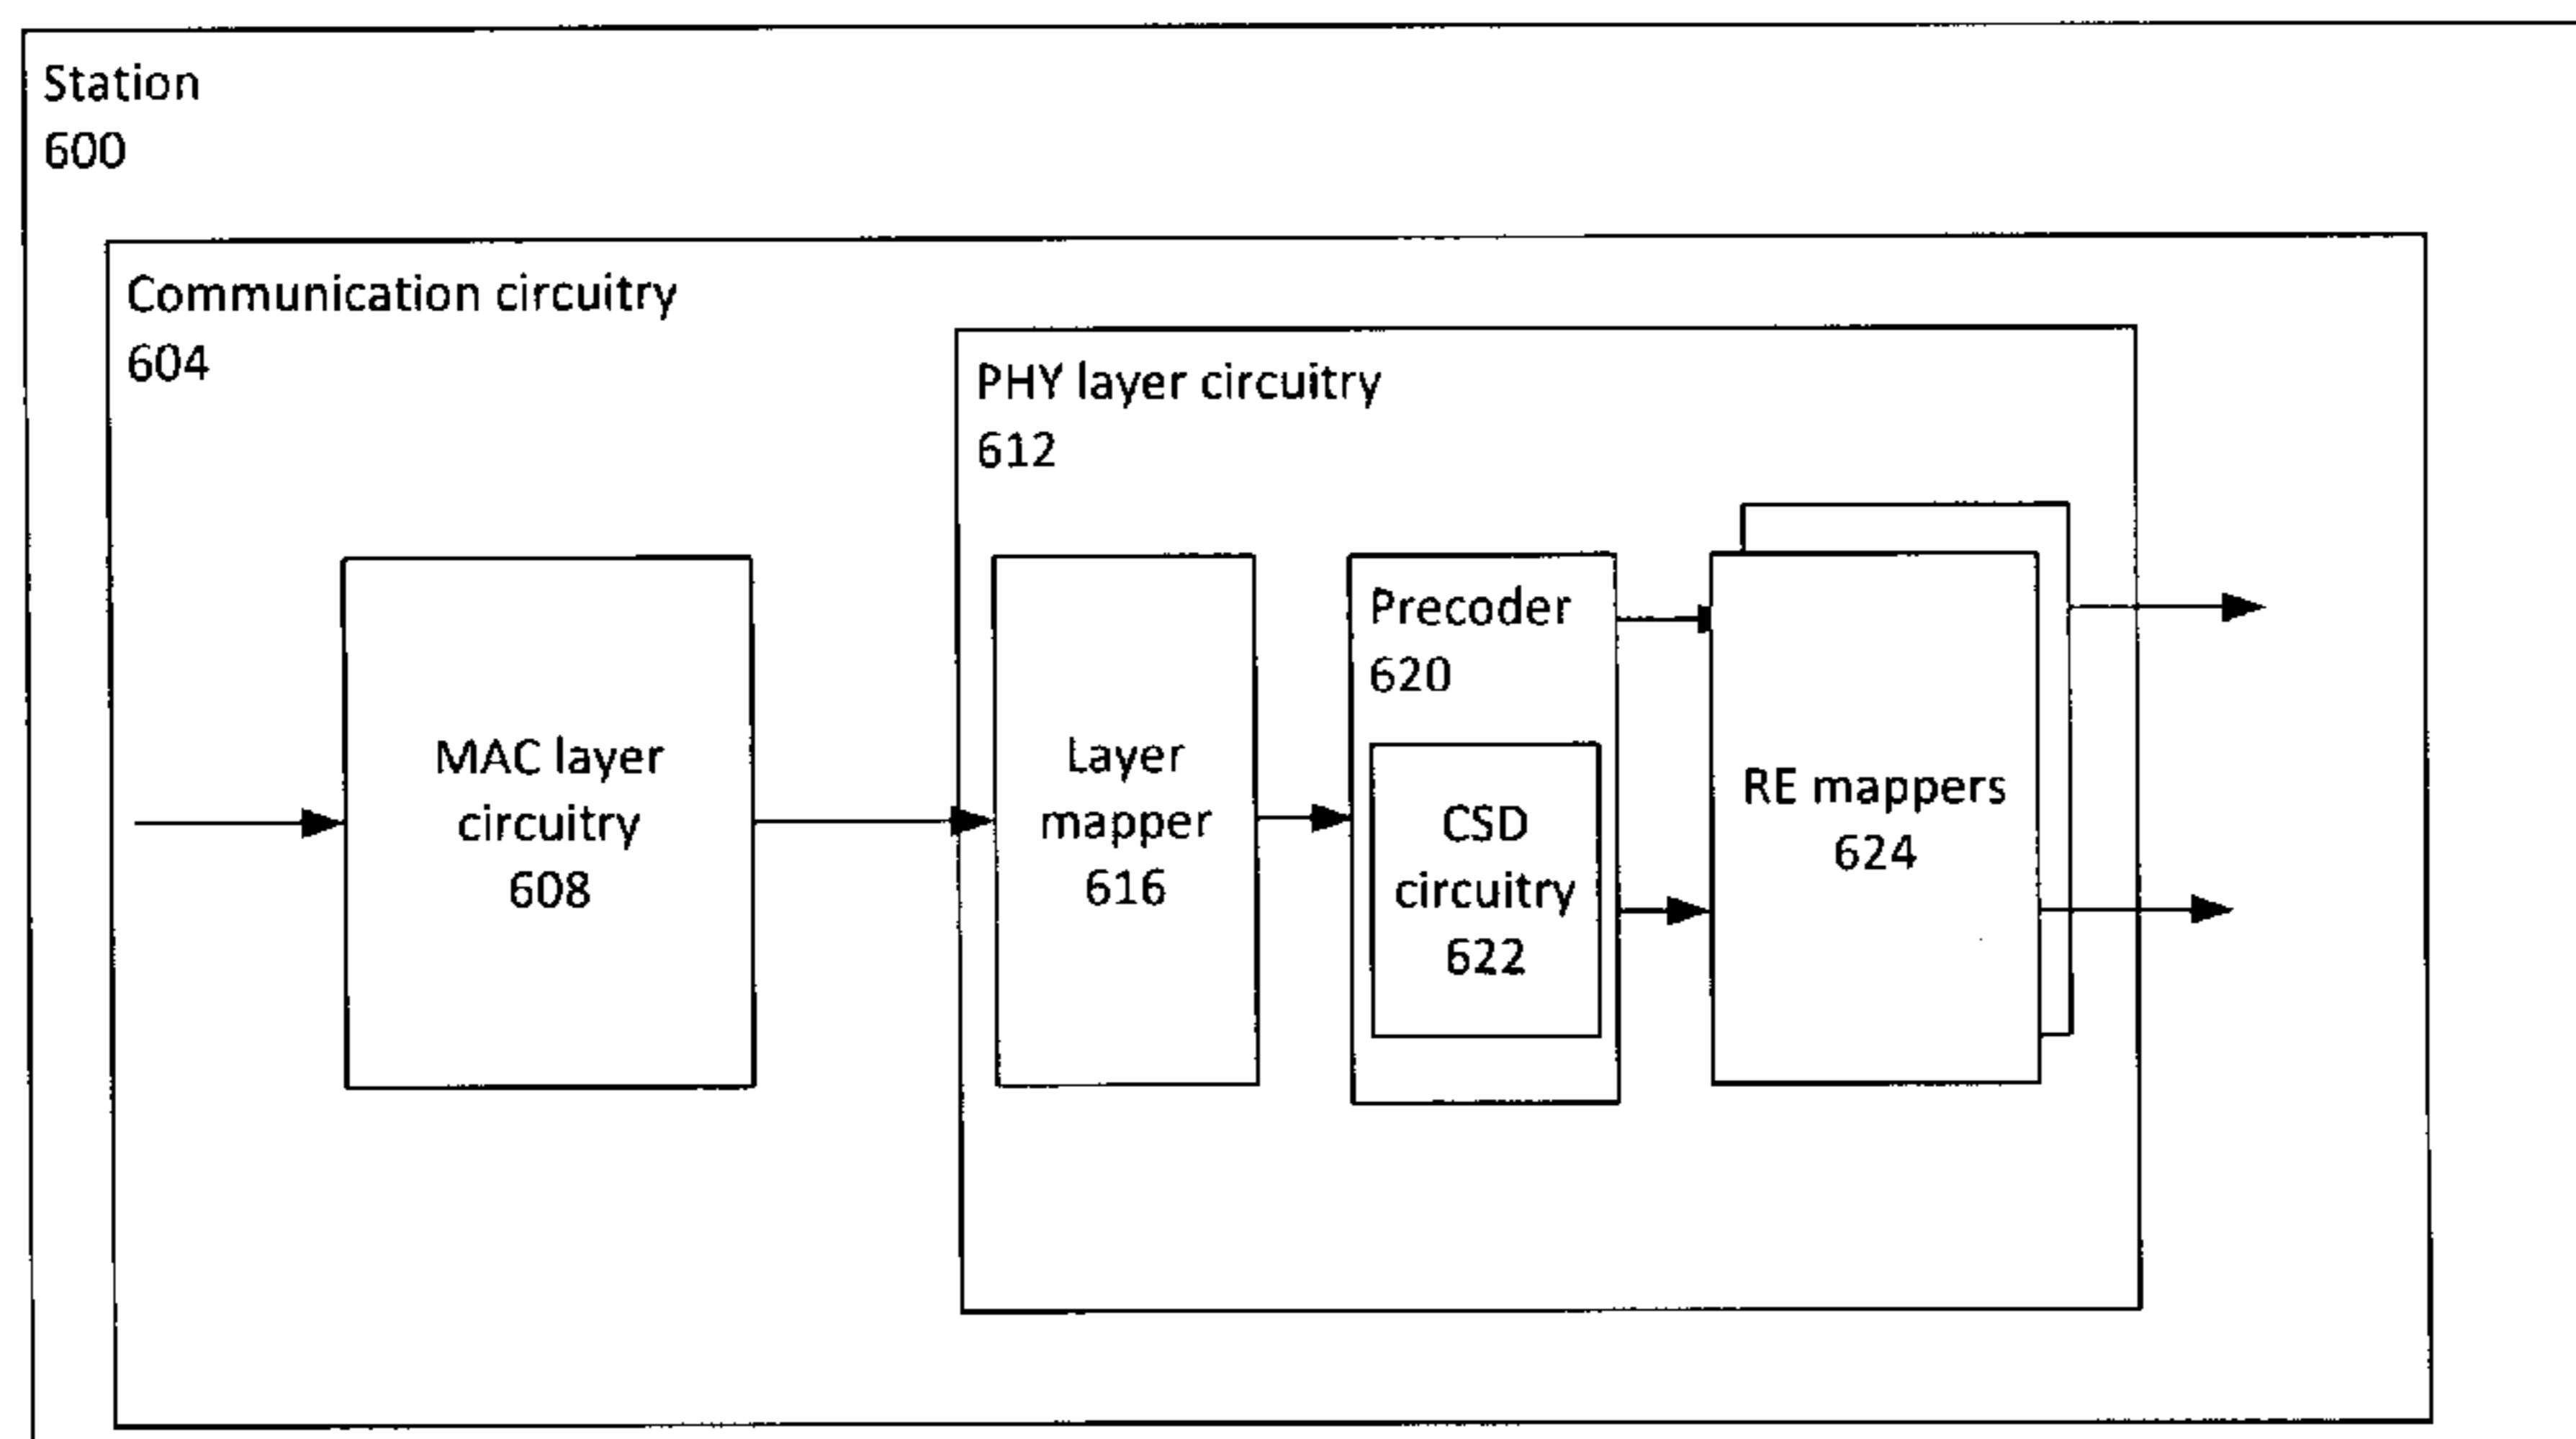 Station
600
Communication circuitry
604
PHY layer circuitry
612
MAC layer
circuitry
608
Layer
mapper
616
Precoder
620
CSD
circuitry
622
RE mappers
624